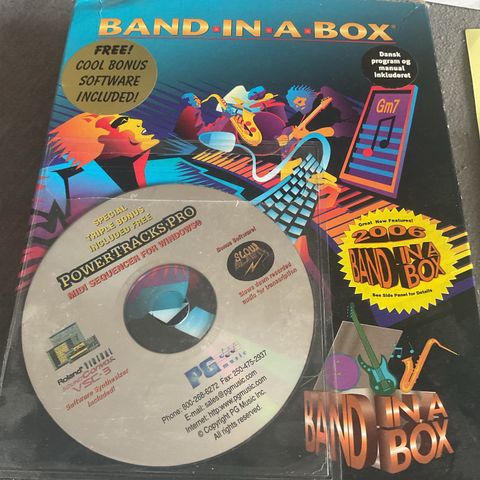 BAND·IN·A·BOX®
FREE!
COOL BONUS
SOFTWARE
INCLUDED!
Dansk
program og
manual
inkluderet
Gm7
SPECIAL
TRIPLE BONUS
INCLUDED FREE
POWERTRACKS PRO
MIDI SEQUENCER FOR WINDOWS®
Bonus Software!
SLOW
Slows down recorded
audio for transcription
Roland
VIRTUAL
SOUND CANVAS
VSC-3
Software Synthesizer
Included!
PG
music
Phone: 800-268-6272 Fax: 250-475-2937
E-mail: sales@pgmusic.com
Internet: http:www.pgmusic.com
© Copyright PG Music Inc.
All rights reserved.
Great New Features!
2006
BAND·IN·A
BOX
See Side Panel for Details
BAND IN A
BOX